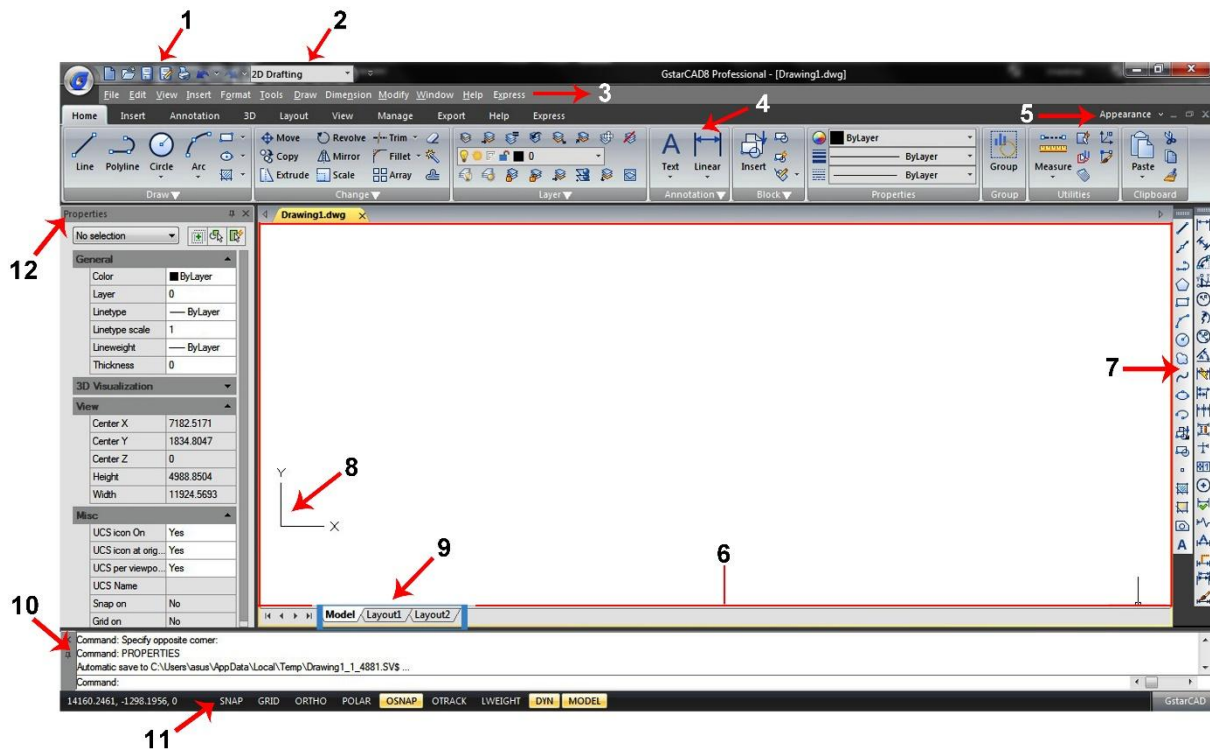 1
2
2D Drafting
GstarCAD8 Professional - [Drawing1.dwg]
File Edit View Insert Format Tools Draw Dimension Modify Window Help Express
3
4
5
Home Insert Annotation 3D Layout View Manage Export Help Express
Appearance
Line Polyline Circle Arc
Move Revolve Trim
Copy Mirror Fillet
Extrude Scale Array
0
Text Linear
Insert
ByLayer
ByLayer
ByLayer
Group
Measure
Paste
Draw Change Layer Annotation Block Properties Group Utilities Clipboard
Properties
Drawing1.dwg
12
No selection
General
Color ByLayer
Layer 0
Linetype ByLayer
Linetype scale 1
Lineweight ByLayer
Thickness 0
3D Visualization
View
Center X 7182.5171
Center Y 1834.8047
Center Z 0
Height 4988.8504
Width 11924.5693
Misc
UCS icon On Yes
UCS icon at orig... Yes
UCS per viewpo... Yes
UCS Name
Snap on No
Grid on No
7
Y
8
X
9
6
A
Model Layout1 Layout2
10
Command: Specify opposite corner:
Command: PROPERTIES
Automatic save to C:\Users\asus\AppData\Local\Temp\Drawing1_1_4881.SV$ ...
Command:
14160.2461, -1298.1956, 0 SNAP GRID ORTHO POLAR OSNAP OTRACK LWEIGHT DYN MODEL GstarCAD
11